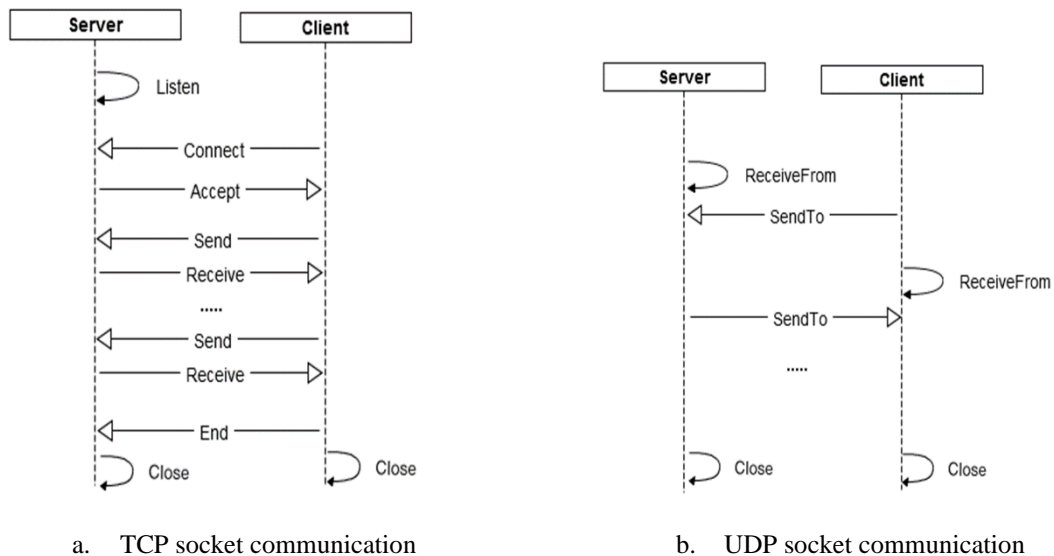 Server Client
Listen
Connect
Accept
Send
Receive
.....
Send
Receive
End
Close Close
a. TCP socket communication
Server Client
ReceiveFrom
SendTo
ReceiveFrom
SendTo
.....
Close Close
b. UDP socket communication